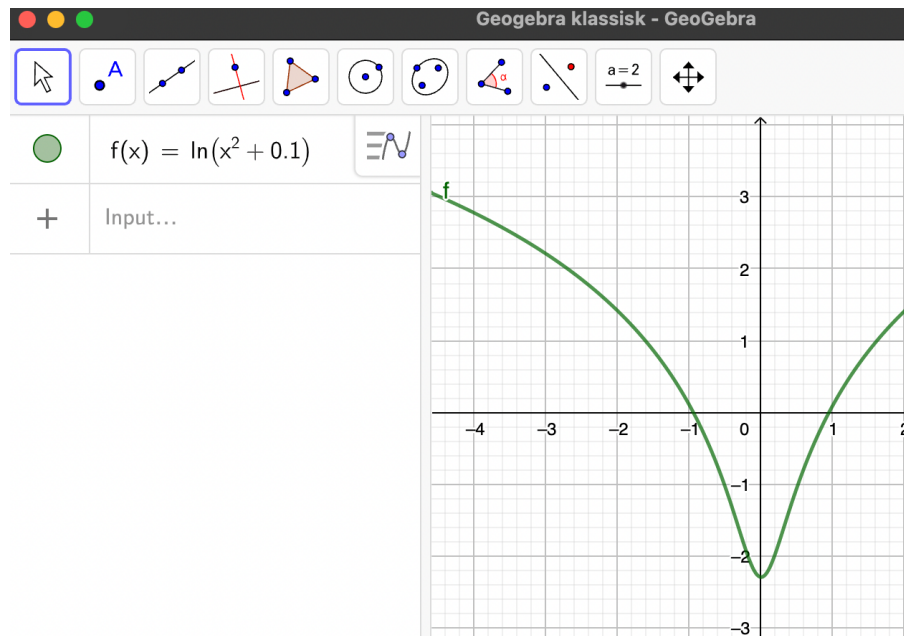 Geogebra klassisk - GeoGebra
A
α
a=2
f(x) = ln(x² + 0.1)
+ Input...
f
3
2
1
−4 −3 −2 −1 0 1 2
−1
−2
−3